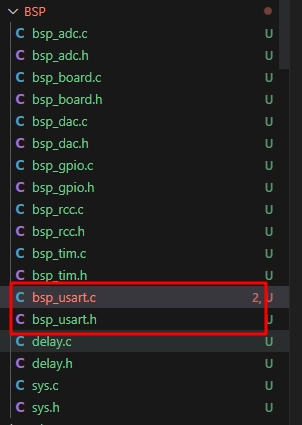 BSP
C bsp_adc.c U
C bsp_adc.h U
C bsp_board.c U
C bsp_board.h U
C bsp_dac.c U
C bsp_dac.h U
C bsp_gpio.c U
C bsp_gpio.h U
C bsp_rcc.c U
C bsp_rcc.h U
C bsp_tim.c U
C bsp_tim.h U
C bsp_usart.c 2, U
C bsp_usart.h U
C delay.c U
C delay.h U
C sys.c U
C sys.h U